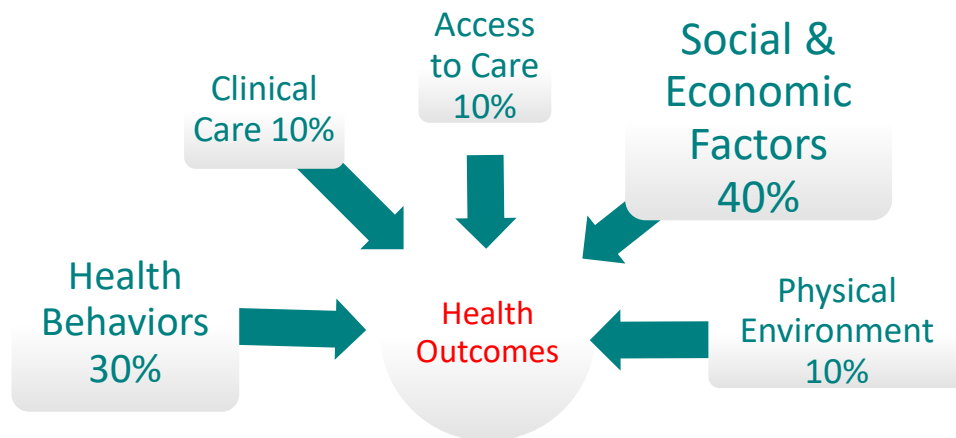 Access
to Care
10%
Social &
Economic
Factors
40%
Clinical
Care 10%
Health
Behaviors
30%
Health
Outcomes
Physical
Environment
10%